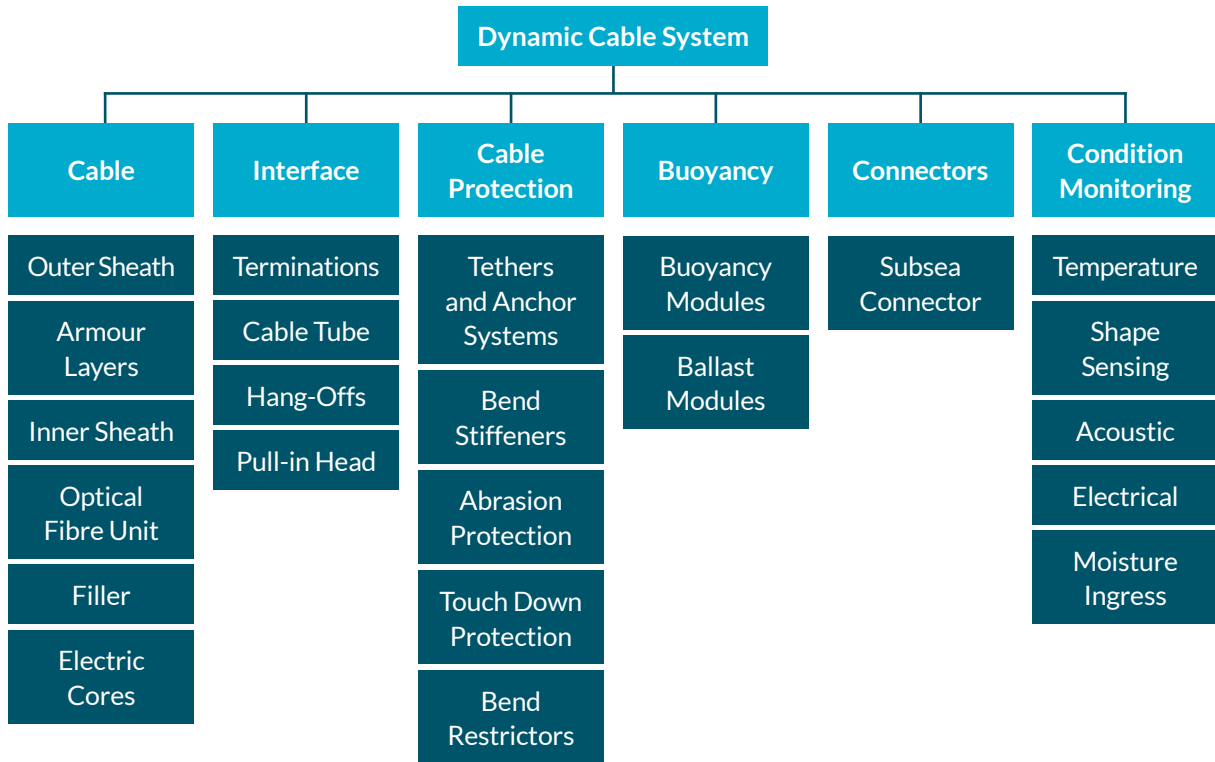 Dynamic Cable System
Cable
Interface
Cable
Protection
Buoyancy
Connectors
Condition
Monitoring
Outer Sheath
Armour
Layers
Inner Sheath
Optical
Fibre Unit
Filler
Electric
Cores
Terminations
Cable Tube
Hang-Offs
Pull-in Head
Tethers
and Anchor
Systems
Bend
Stiffeners
Abrasion
Protection
Touch Down
Protection
Bend
Restrictors
Buoyancy
Modules
Ballast
Modules
Subsea
Connector
Temperature
Shape
Sensing
Acoustic
Electrical
Moisture
Ingress